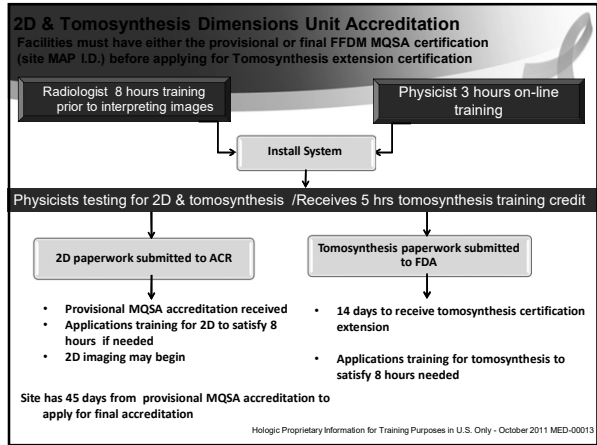 2D & Tomosynthesis Dimensions Unit Accreditation
Facilities must have either the provisional or final FFDM MQSA certification
(site MAP I.D.) before applying for Tomosynthesis extension certification
Radiologist 8 hours training
prior to interpreting images
Physicist 3 hours on-line
training
Install System
Physicists testing for 2D & tomosynthesis /Receives 5 hrs tomosynthesis training credit
2D paperwork submitted to ACR
Tomosynthesis paperwork submitted
to FDA
• Provisional MQSA accreditation received
• Applications training for 2D to satisfy 8
hours if needed
• 2D imaging may begin
• 14 days to receive tomosynthesis certification
extension
• Applications training for tomosynthesis to
satisfy 8 hours needed
Site has 45 days from provisional MQSA accreditation to
apply for final accreditation
Hologic Proprietary Information for Training Purposes in U.S. Only - October 2011 MED-00013